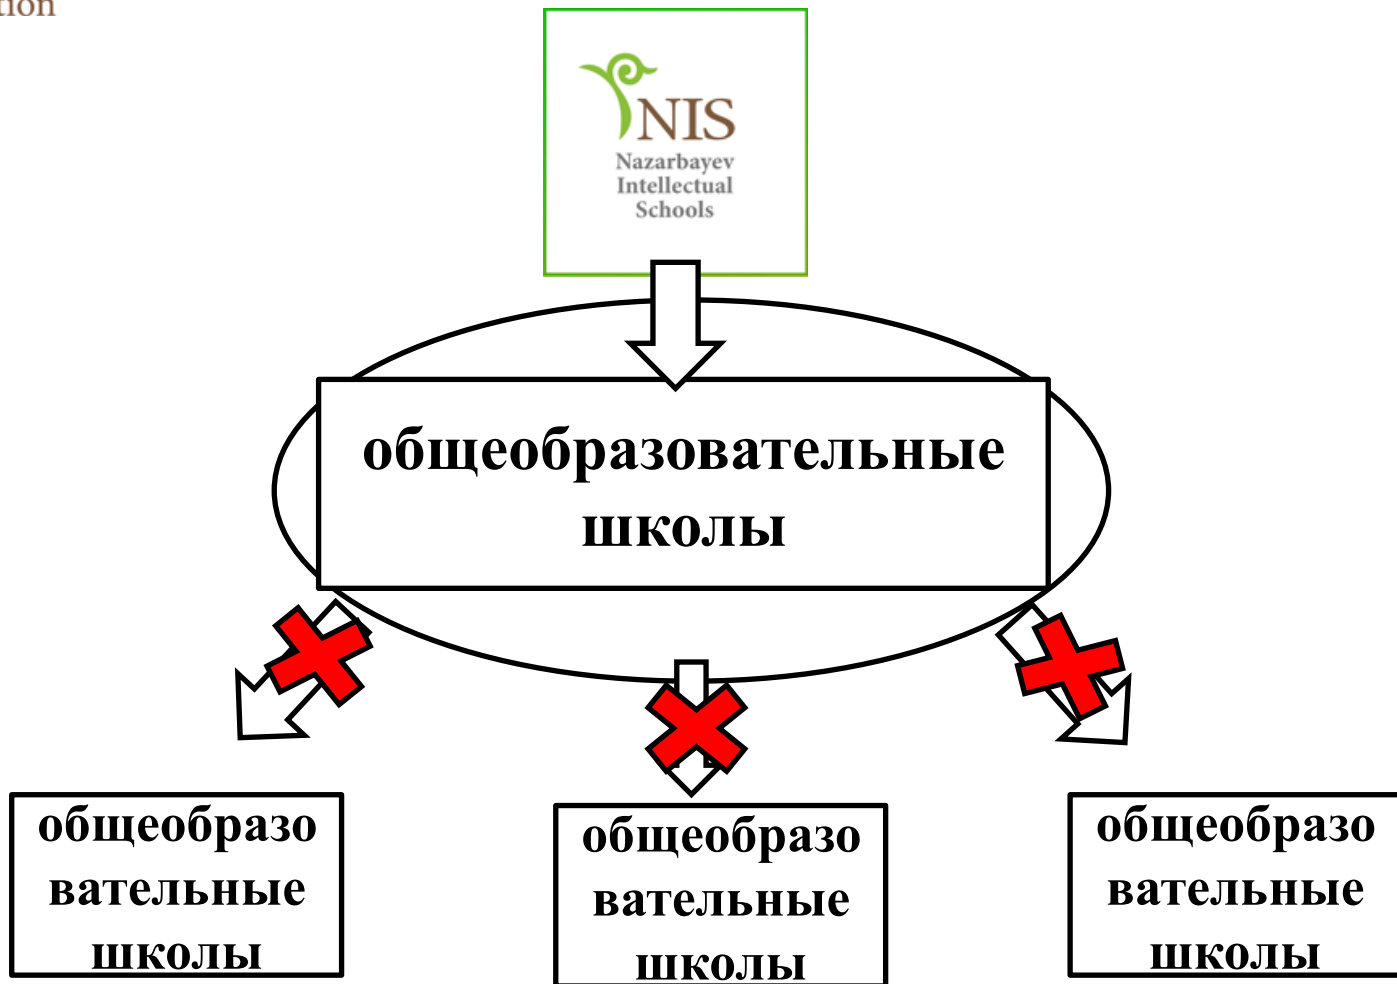 NIS
Nazarbayev
Intellectual
Schools
общеобразовательные
школы
общеобразо
вательные
школы
общеобразо
вательные
школы
общеобразо
вательные
школы